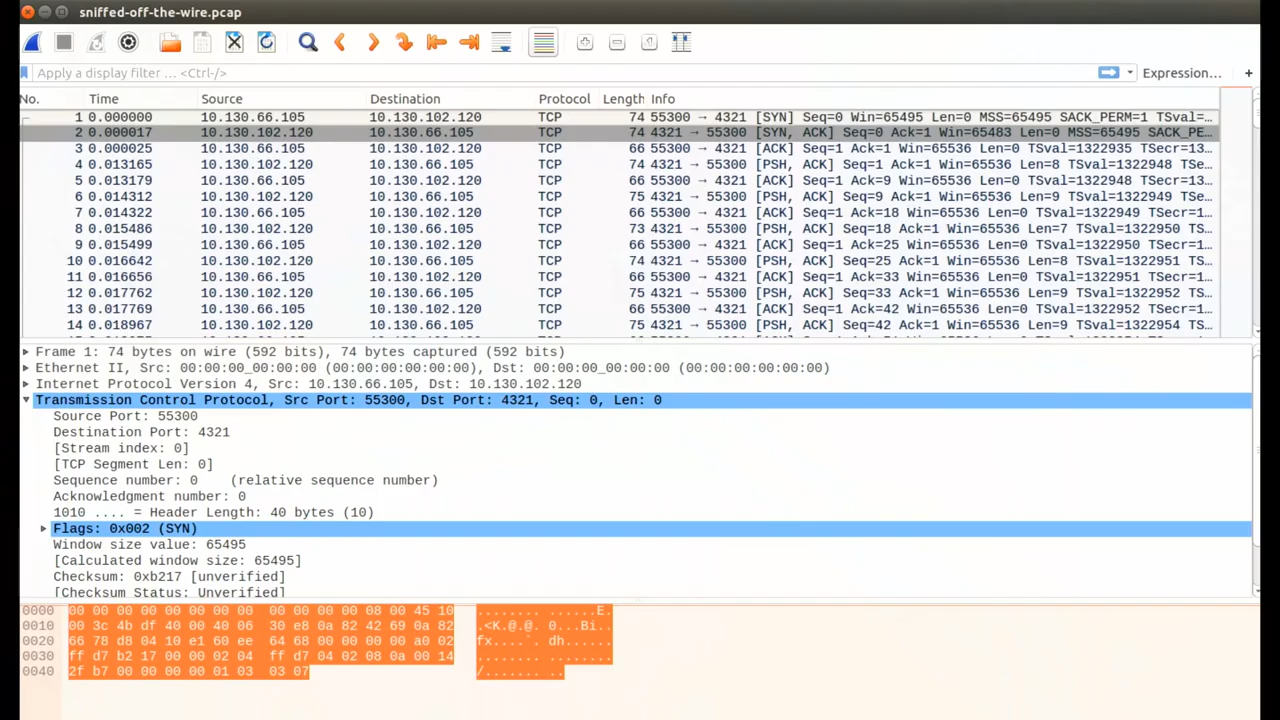 sniffed-off-the-wire.pcap
Apply a display filter … <Ctrl-/> Expression… +
No. Time Source Destination Protocol Length Info
1 0.000000 10.130.66.105 10.130.102.120 TCP 74 55300 → 4321 [SYN] Seq=0 Win=65495 Len=0 MSS=65495 SACK_PERM=1 TSval=…
2 0.000017 10.130.102.120 10.130.66.105 TCP 74 4321 → 55300 [SYN, ACK] Seq=0 Ack=1 Win=65483 Len=0 MSS=65495 SACK_PE…
3 0.000025 10.130.66.105 10.130.102.120 TCP 66 55300 → 4321 [ACK] Seq=1 Ack=1 Win=65536 Len=0 TSval=1322935 TSecr=13…
4 0.013165 10.130.102.120 10.130.66.105 TCP 74 4321 → 55300 [PSH, ACK] Seq=1 Ack=1 Win=65536 Len=8 TSval=1322948 TSe…
5 0.013179 10.130.66.105 10.130.102.120 TCP 66 55300 → 4321 [ACK] Seq=1 Ack=9 Win=65536 Len=0 TSval=1322948 TSecr=13…
6 0.014312 10.130.102.120 10.130.66.105 TCP 75 4321 → 55300 [PSH, ACK] Seq=9 Ack=1 Win=65536 Len=9 TSval=1322949 TSe…
7 0.014322 10.130.66.105 10.130.102.120 TCP 66 55300 → 4321 [ACK] Seq=1 Ack=18 Win=65536 Len=0 TSval=1322949 TSecr=1…
8 0.015486 10.130.102.120 10.130.66.105 TCP 73 4321 → 55300 [PSH, ACK] Seq=18 Ack=1 Win=65536 Len=7 TSval=1322950 TS…
9 0.015499 10.130.66.105 10.130.102.120 TCP 66 55300 → 4321 [ACK] Seq=1 Ack=25 Win=65536 Len=0 TSval=1322950 TSecr=1…
10 0.016642 10.130.102.120 10.130.66.105 TCP 74 4321 → 55300 [PSH, ACK] Seq=25 Ack=1 Win=65536 Len=8 TSval=1322951 TS…
11 0.016656 10.130.66.105 10.130.102.120 TCP 66 55300 → 4321 [ACK] Seq=1 Ack=33 Win=65536 Len=0 TSval=1322951 TSecr=1…
12 0.017762 10.130.102.120 10.130.66.105 TCP 75 4321 → 55300 [PSH, ACK] Seq=33 Ack=1 Win=65536 Len=9 TSval=1322952 TS…
13 0.017769 10.130.66.105 10.130.102.120 TCP 66 55300 → 4321 [ACK] Seq=1 Ack=42 Win=65536 Len=0 TSval=1322952 TSecr=1…
14 0.018967 10.130.102.120 10.130.66.105 TCP 75 4321 → 55300 [PSH, ACK] Seq=42 Ack=1 Win=65536 Len=9 TSval=1322954 TS…
Frame 1: 74 bytes on wire (592 bits), 74 bytes captured (592 bits)
Ethernet II, Src: 00:00:00_00:00:00 (00:00:00:00:00:00), Dst: 00:00:00_00:00:00 (00:00:00:00:00:00)
Internet Protocol Version 4, Src: 10.130.66.105, Dst: 10.130.102.120
Transmission Control Protocol, Src Port: 55300, Dst Port: 4321, Seq: 0, Len: 0
Source Port: 55300
Destination Port: 4321
[Stream index: 0]
[TCP Segment Len: 0]
Sequence number: 0 (relative sequence number)
Acknowledgment number: 0
1010 .... = Header Length: 40 bytes (10)
Flags: 0x002 (SYN)
Window size value: 65495
[Calculated window size: 65495]
Checksum: 0xb217 [unverified]
[Checksum Status: Unverified]
0000 00 00 00 00 00 00 00 00 00 00 00 00 08 00 45 10 ........ ......E.
0010 00 3c 4b df 40 00 40 06 30 e8 0a 82 42 69 0a 82 .<K.@.@. 0...Bi..
0020 66 78 d8 04 10 e1 60 ee 64 68 00 00 00 00 a0 02 fx....`. dh......
0030 ff d7 b2 17 00 00 02 04 ff d7 04 02 08 0a 00 14 ........ ........
0040 2f b7 00 00 00 00 01 03 03 07 /....... ..